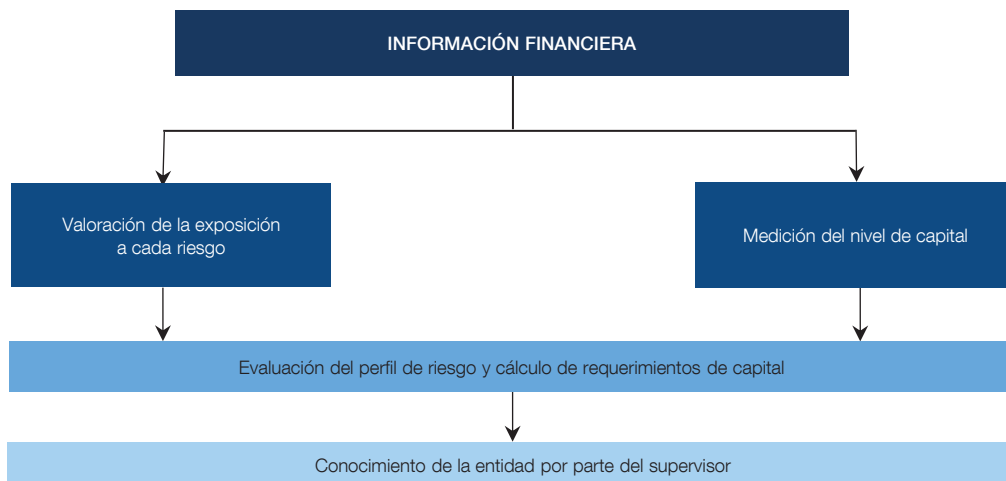 INFORMACIÓN FINANCIERA
Valoración de la exposición
a cada riesgo
Medición del nivel de capital
Evaluación del perfil de riesgo y cálculo de requerimientos de capital
Conocimiento de la entidad por parte del supervisor